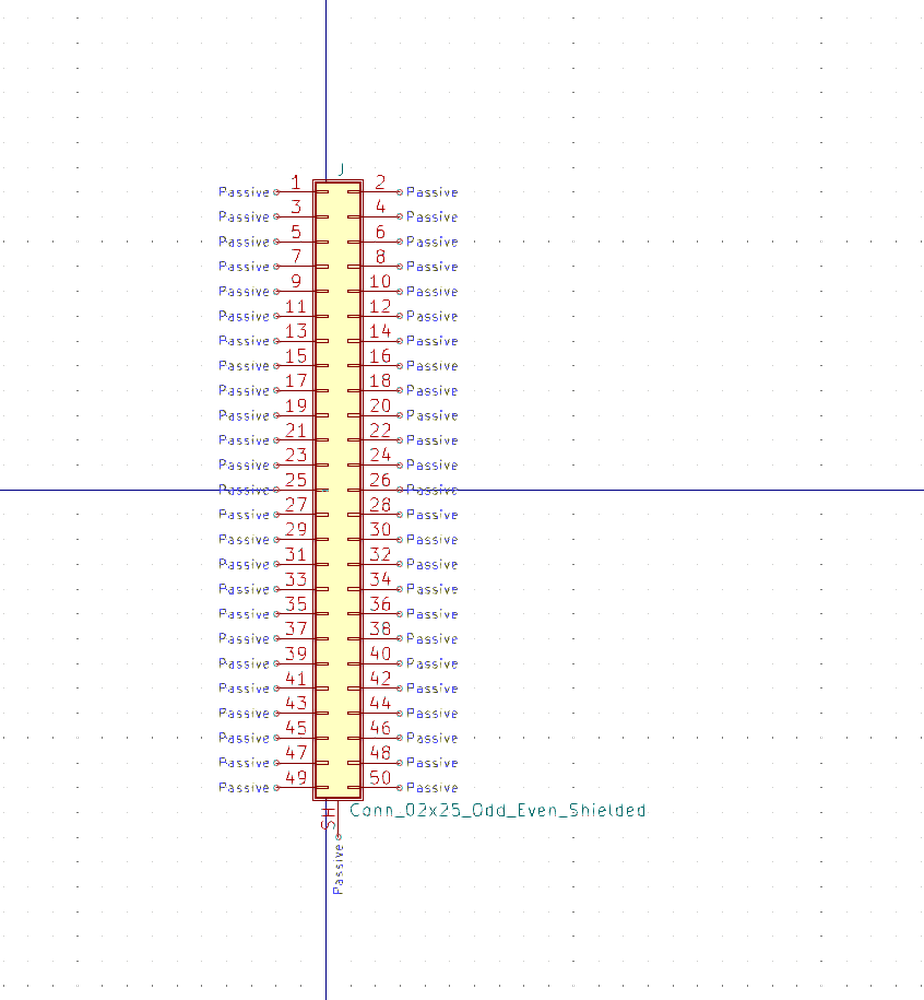 J
Passive 1 2 Passive
Passive 3 4 Passive
Passive 5 6 Passive
Passive 7 8 Passive
Passive 9 10 Passive
Passive 11 12 Passive
Passive 13 14 Passive
Passive 15 16 Passive
Passive 17 18 Passive
Passive 19 20 Passive
Passive 21 22 Passive
Passive 23 24 Passive
Passive 25 26 Passive
Passive 27 28 Passive
Passive 29 30 Passive
Passive 31 32 Passive
Passive 33 34 Passive
Passive 35 36 Passive
Passive 37 38 Passive
Passive 39 40 Passive
Passive 41 42 Passive
Passive 43 44 Passive
Passive 45 46 Passive
Passive 47 48 Passive
Passive 49 50 Passive
SH
Conn_02x25_Odd_Even_Shielded
Passive